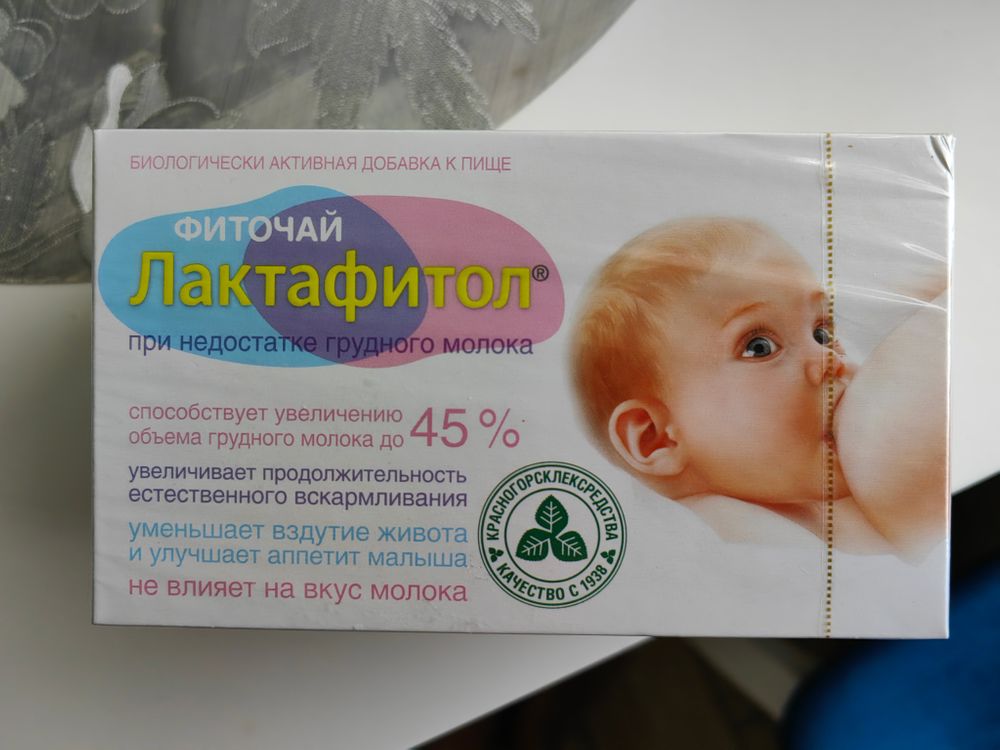 БИОЛОГИЧЕСКИ АКТИВНАЯ ДОБАВКА К ПИЩЕ
ФИТОЧАЙ
Лактафитол®
при недостатке грудного молока
способствует увеличению
объема грудного молока до 45 %
увеличивает продолжительность
естественного вскармливания
уменьшает вздутие живота
и улучшает аппетит малыша
не влияет на вкус молока
КРАСНОГОРСКЛЕКСРЕДСТВА
КАЧЕСТВО С 1938